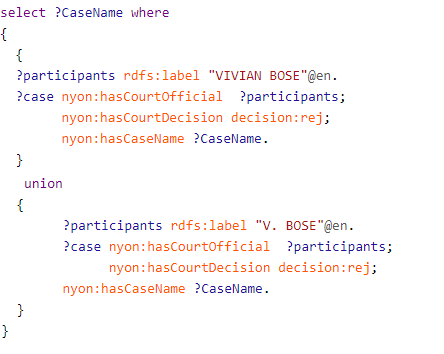 select ?CaseName where
{
{
?participants rdfs:label "VIVIAN BOSE"@en.
?case nyon:hasCourtOfficial ?participants;
nyon:hasCourtDecision decision:rej;
nyon:hasCaseName ?CaseName.
}
union
{
?participants rdfs:label "V. BOSE"@en.
?case nyon:hasCourtOfficial ?participants;
nyon:hasCourtDecision decision:rej;
nyon:hasCaseName ?CaseName.
}
}